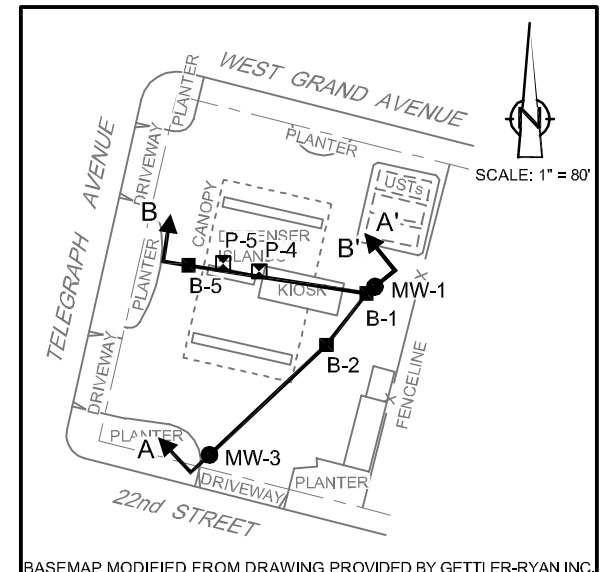 WEST GRAND AVENUE
N
SCALE: 1" = 80'
PLANTER
PLANTER
DRIVEWAY
TELEGRAPH AVENUE
USTs
CANOPY
B
A'
B'
P-5
DISPENSER
P-4
ISLANDS
PLANTER
B-5
KIOSK
MW-1
B-1
X
B-2
FENCELINE
X
DRIVEWAY
PLANTER
A
MW-3
DRIVEWAY
PLANTER
22nd STREET
BASEMAP MODIFIED FROM DRAWING PROVIDED BY GETTLER-RYAN INC.